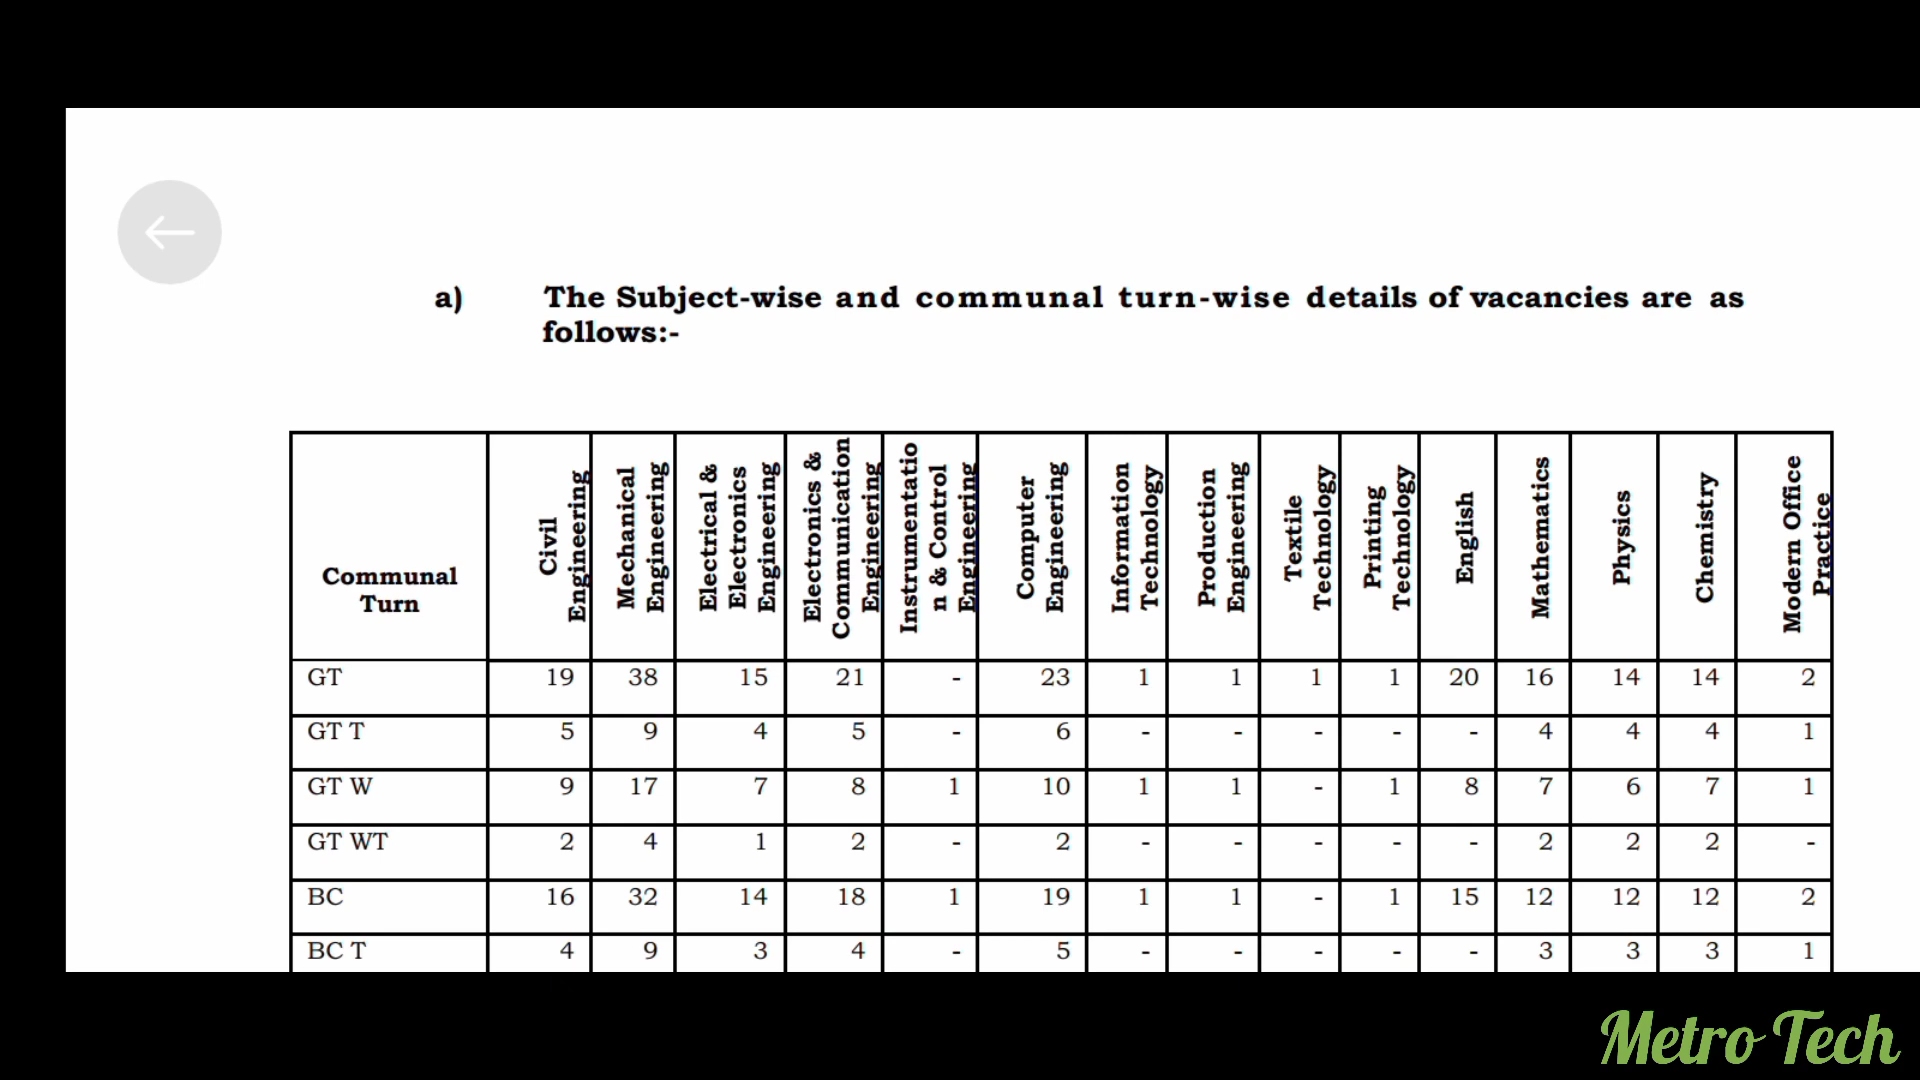 a) The Subject-wise and communal turn-wise details of vacancies are as
follows:-
Communal Turn | Civil Engineering | Mechanical Engineering | Electrical & Electronics Engineering | Electronics & Communication Engineering | Instrumentatio n & Control Engineering | Computer Engineering | Information Technology | Production Engineering | Textile Technology | Printing Technology | English | Mathematics | Physics | Chemistry | Modern Office Practice
GT 19 38 15 21 - 23 1 1 1 1 20 16 14 14 2
GT T 5 9 4 5 - 6 - - - - - 4 4 4 1
GT W 9 17 7 8 1 10 1 1 - 1 8 7 6 7 1
GT WT 2 4 1 2 - 2 - - - - - 2 2 2 -
BC 16 32 14 18 1 19 1 1 - 1 15 12 12 12 2
BC T 4 9 3 4 - 5 - - - - - 3 3 3 1
Metro Tech